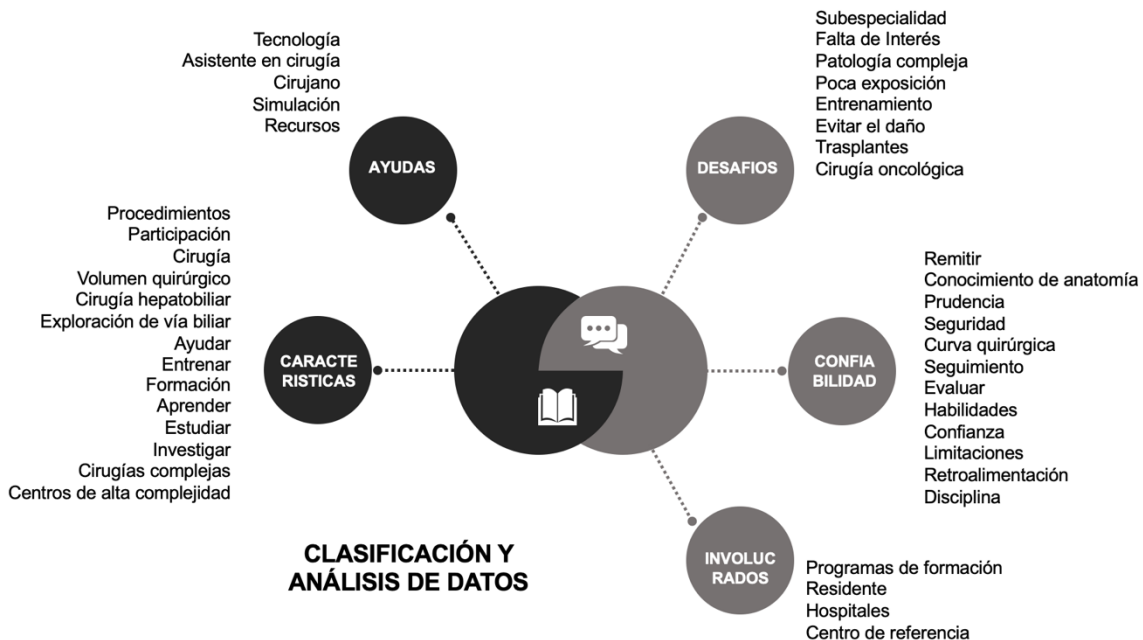 Tecnología
Asistente en cirugía
Cirujano
Simulación
Recursos
AYUDAS
Subespecialidad
Falta de Interés
Patología compleja
Poca exposición
Entrenamiento
Evitar el daño
Trasplantes
Cirugía oncológica
DESAFIOS
Procedimientos
Participación
Cirugía
Volumen quirúrgico
Cirugía hepatobiliar
Exploración de vía biliar
Ayudar
Entrenar
Formación
Aprender
Estudiar
Investigar
Cirugías complejas
Centros de alta complejidad
CARACTE
RISTICAS
Remitir
Conocimiento de anatomía
Prudencia
Seguridad
Curva quirúrgica
Seguimiento
Evaluar
Habilidades
Confianza
Limitaciones
Retroalimentación
Disciplina
CONFIA
BILIDAD
CLASIFICACIÓN Y
ANÁLISIS DE DATOS
INVOLUC
RADOS
Programas de formación
Residente
Hospitales
Centro de referencia